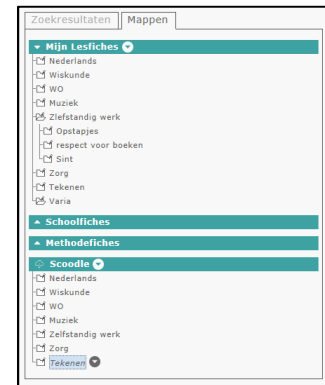 Zoekresultaten Mappen
Mijn Lesfiches
Nederlands
Wiskunde
WO
Muziek
Zlefstandig werk
Opstapjes
respect voor boeken
Sint
Zorg
Tekenen
Varia
Schoolfiches
Methodefiches
Scoodle
Nederlands
Wiskunde
WO
Muziek
Zelfstandig werk
Zorg
Tekenen